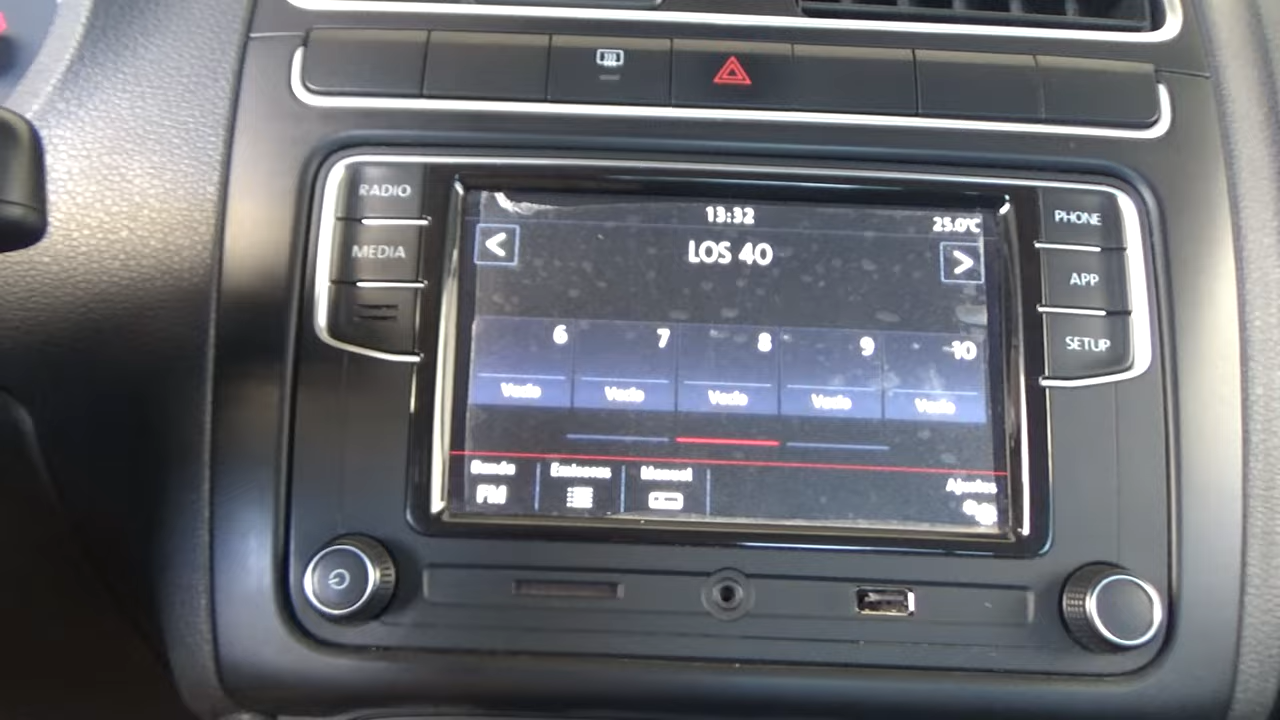 RADIO
MEDIA
PHONE
APP
SETUP
13:32
25.0°C
<
LOS 40
>
6 7 8 9 10
Vacío Vacío Vacío Vacío Vacío
Banda Emisoras Manual Ajustes
FM